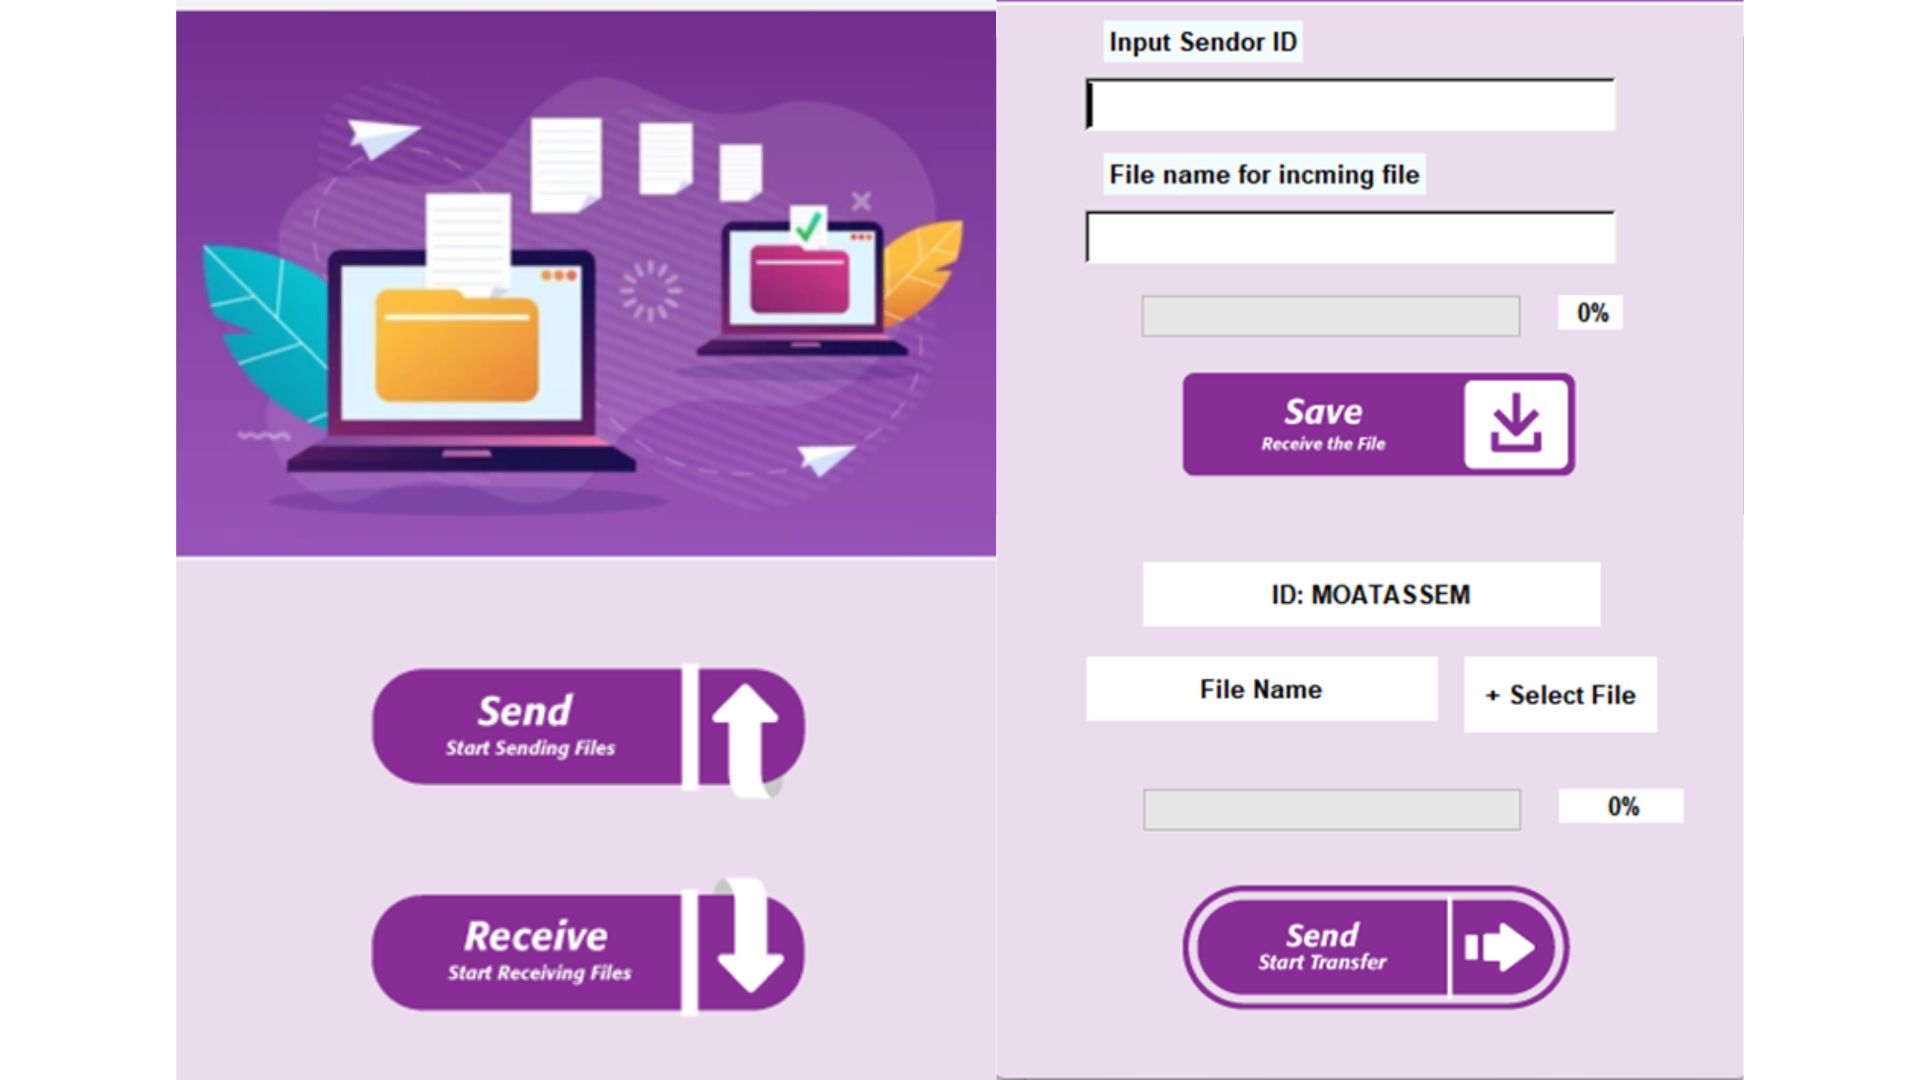 Send
Start Sending Files
Receive
Start Receiving Files
Input Sendor ID
File name for incming file
0%
Save
Receive the File
ID: MOATASSEM
File Name
+ Select File
0%
Send
Start Transfer